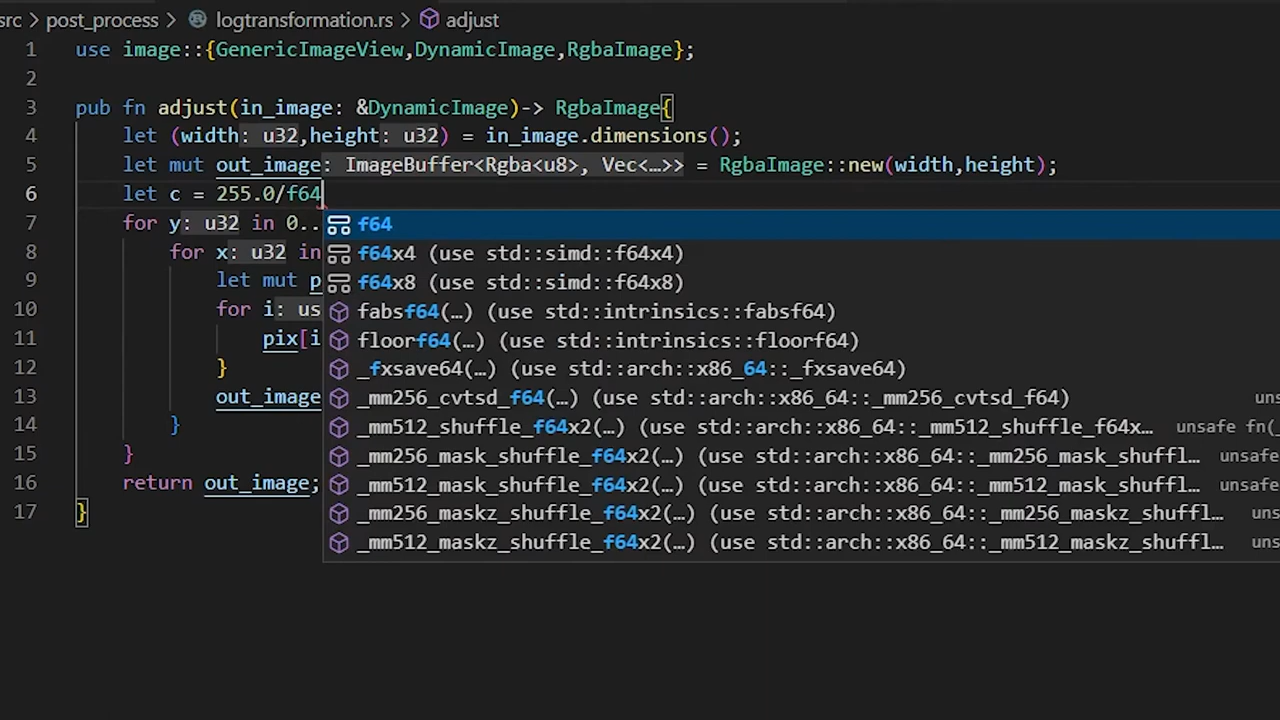 src > post_process > logtransformation.rs > adjust
1 use image::{GenericImageView,DynamicImage,RgbaImage};
2
3 pub fn adjust(in_image: &DynamicImage)-> RgbaImage{
4 let (width: u32,height: u32) = in_image.dimensions();
5 let mut out_image: ImageBuffer<Rgba<u8>, Vec<…>> = RgbaImage::new(width,height);
6 let c = 255.0/f64
7 for y: u32 in 0..
f64
8 for x: u32 in
f64x4 (use std::simd::f64x4)
9 let mut p
f64x8 (use std::simd::f64x8)
10 for i: us
fabsf64(…) (use std::intrinsics::fabsf64)
11 pix[i
floorf64(…) (use std::intrinsics::floorf64)
12 }
_fxsave64(…) (use std::arch::x86_64::_fxsave64)
13 out_image
_mm256_cvtsd_f64(…) (use std::arch::x86_64::_mm256_cvtsd_f64) uns
14 }
_mm512_shuffle_f64x2(…) (use std::arch::x86_64::_mm512_shuffle_f64x… unsafe fn(_
15 }
_mm256_mask_shuffle_f64x2(…) (use std::arch::x86_64::_mm256_mask_shuffl… unsafe
16 return out_image;
_mm512_mask_shuffle_f64x2(…) (use std::arch::x86_64::_mm512_mask_shuffl… unsafe
17 }
_mm256_maskz_shuffle_f64x2(…) (use std::arch::x86_64::_mm256_maskz_shuffl… uns
_mm512_maskz_shuffle_f64x2(…) (use std::arch::x86_64::_mm512_maskz_shuffl… uns